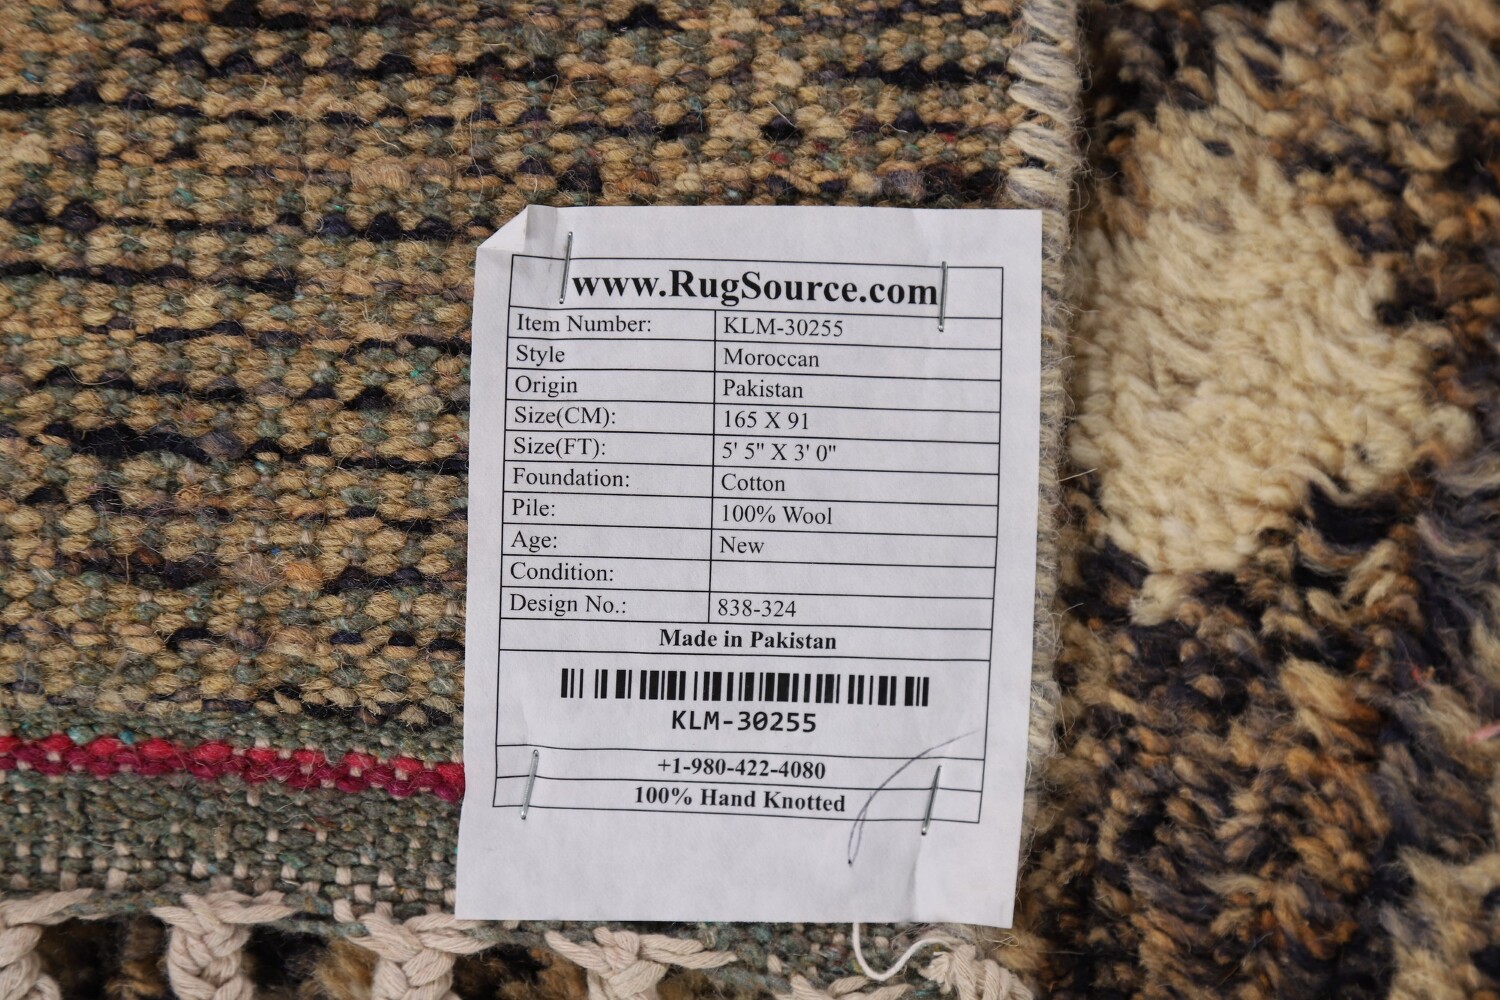 www.RugSource.com
Item Number: KLM-30255
Style Moroccan
Origin Pakistan
Size(CM): 165 X 91
Size(FT): 5' 5" X 3' 0"
Foundation: Cotton
Pile: 100% Wool
Age: New
Condition:
Design No.: 838-324
Made in Pakistan
KLM-30255
+1-980-422-4080
100% Hand Knotted